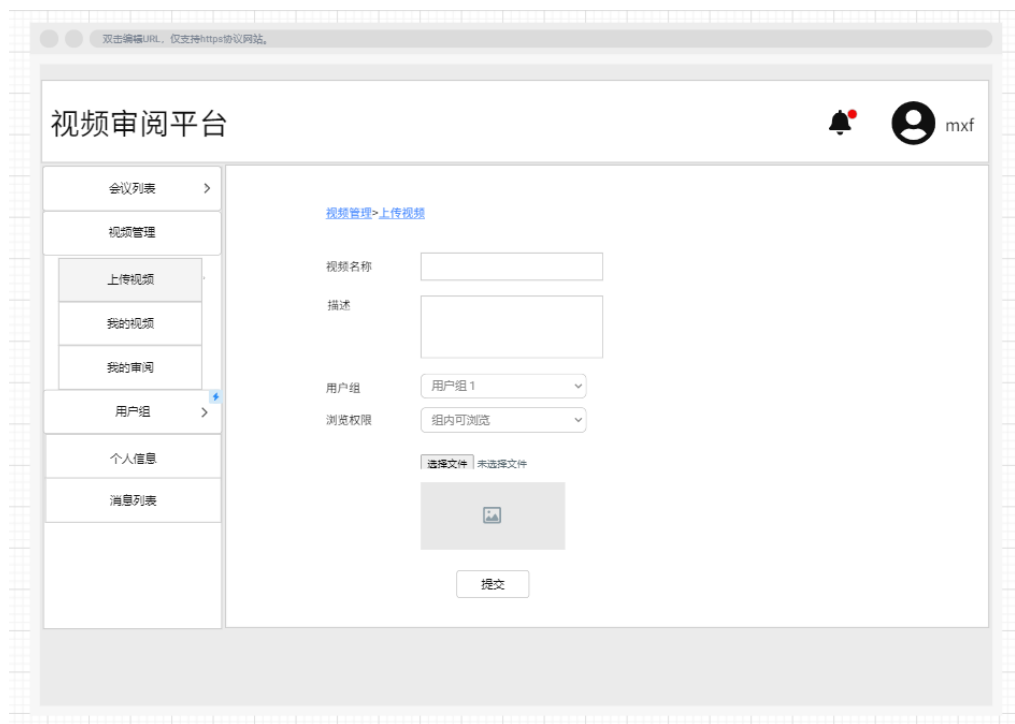 双击编辑URL，仅支持https协议网站。
视频审阅平台
mxf
会议列表
视频管理
上传视频
我的视频
我的审阅
用户组
个人信息
消息列表
视频管理>上传视频
视频名称
描述
用户组 用户组 1
浏览权限 组内可浏览
选择文件 未选择文件
提交